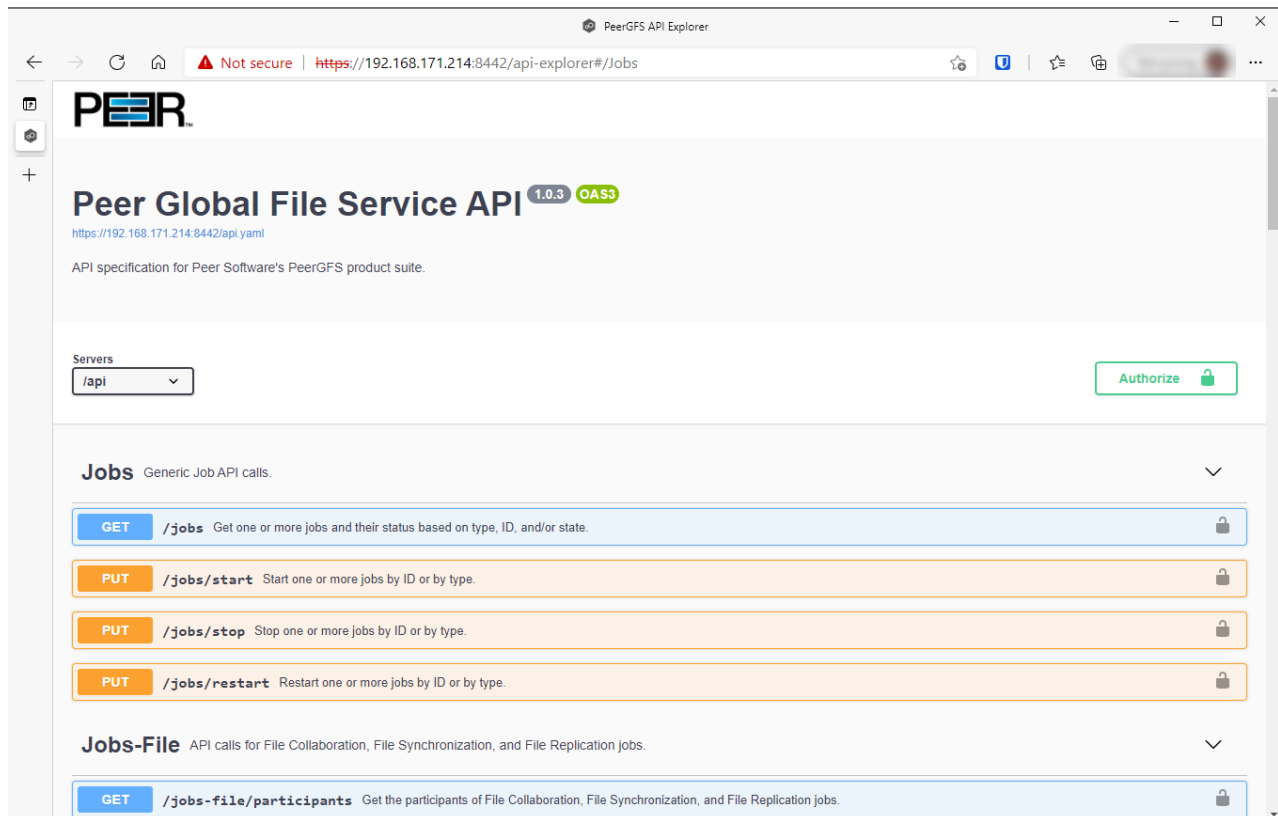 PeerGFS API Explorer
Not secure | https://192.168.171.214:8442/api-explorer#/Jobs
PEER™
Peer Global File Service API 1.0.3 OAS3
https://192.168.171.214:8442/api.yaml
API specification for Peer Software's PeerGFS product suite.
Servers
/api
Authorize
Jobs Generic Job API calls.
GET /jobs Get one or more jobs and their status based on type, ID, and/or state.
PUT /jobs/start Start one or more jobs by ID or by type.
PUT /jobs/stop Stop one or more jobs by ID or by type.
PUT /jobs/restart Restart one or more jobs by ID or by type.
Jobs-File API calls for File Collaboration, File Synchronization, and File Replication jobs.
GET /jobs-file/participants Get the participants of File Collaboration, File Synchronization, and File Replication jobs.